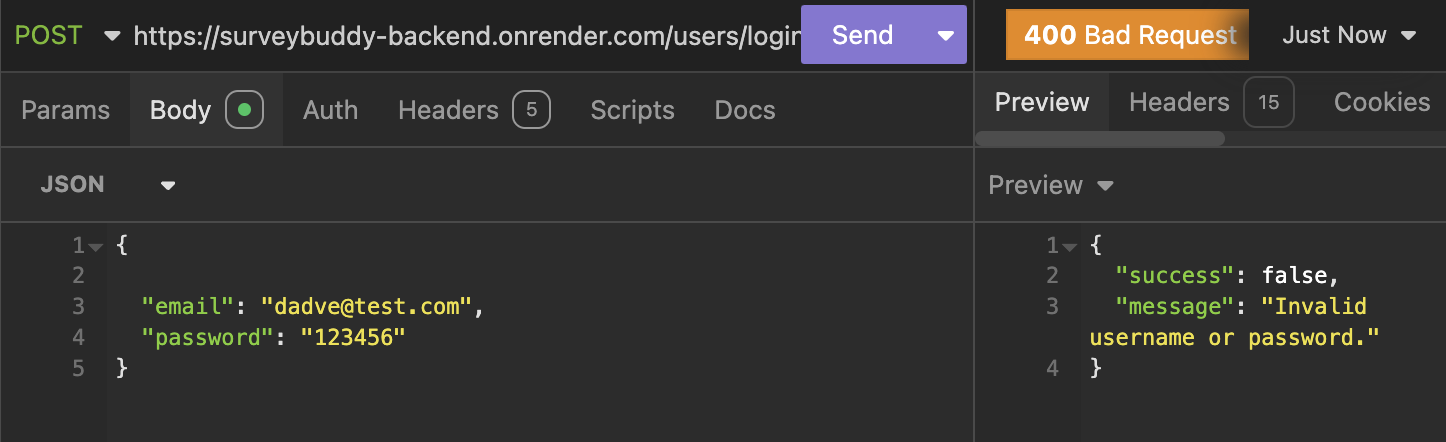 POST https://surveybuddy-backend.onrender.com/users/login Send 400 Bad Request Just Now
Params Body Auth Headers 5 Scripts Docs Preview Headers 15 Cookies
JSON Preview
1 {
2
3 "email": "dadve@test.com",
4 "password": "123456"
5 }
1 {
2 "success": false,
3 "message": "Invalid
username or password."
4 }